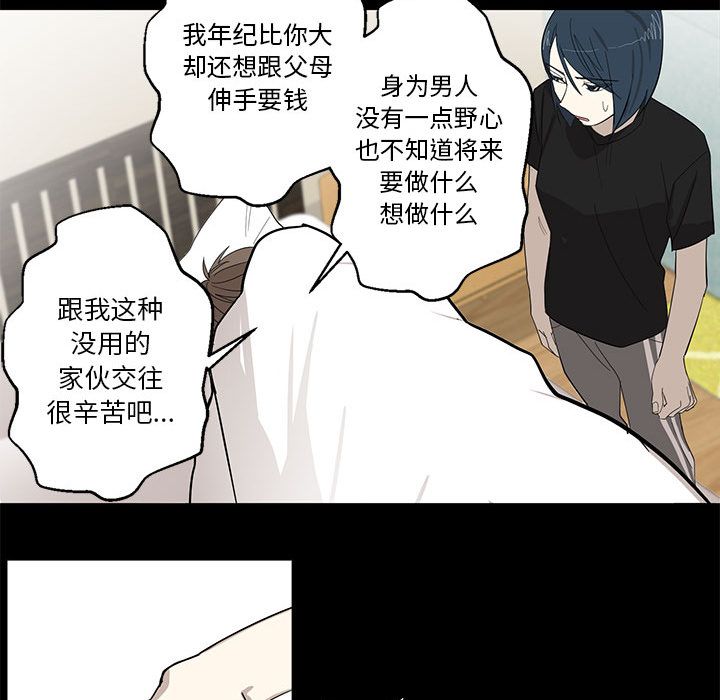 我年纪比你大
却还想跟父母
伸手要钱
身为男人
没有一点野心
也不知道将来
要做什么
想做什么
跟我这种
没用的
家伙交往
很辛苦吧...